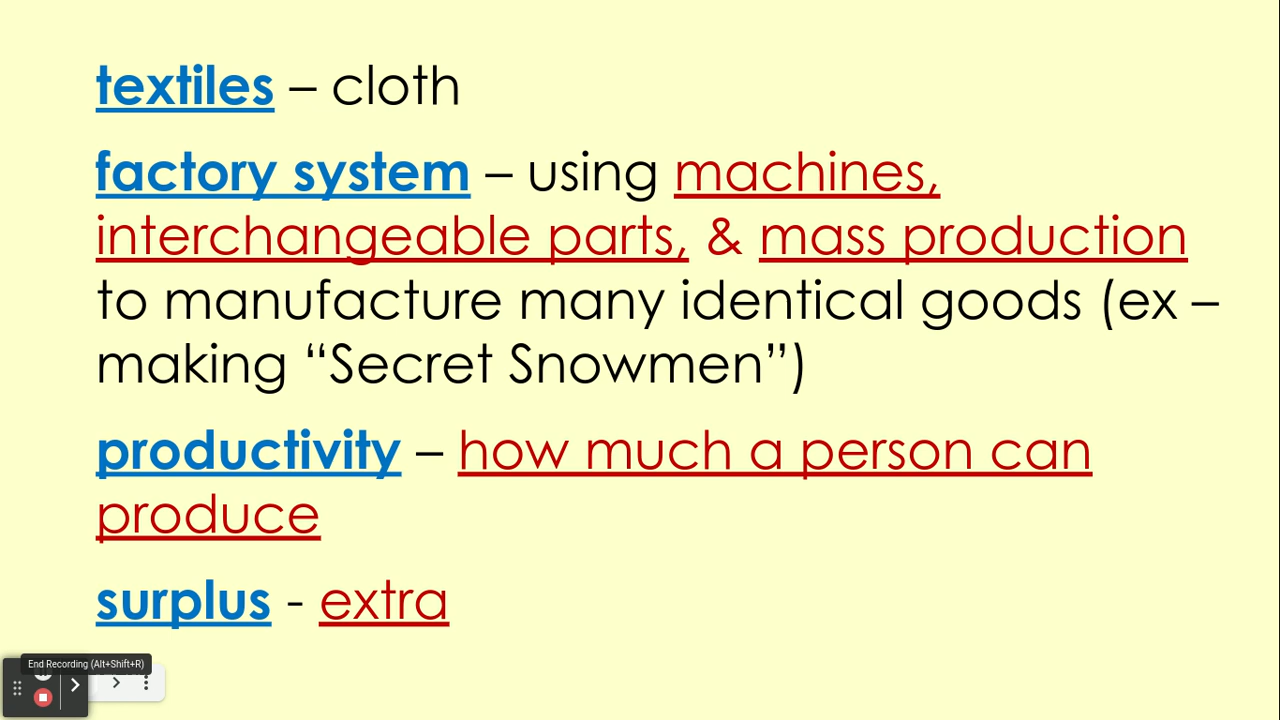 textiles – cloth
factory system – using machines,
interchangeable parts, & mass production
to manufacture many identical goods (ex –
making “Secret Snowmen”)
productivity – how much a person can
produce
surplus - extra
End Recording (Alt+Shift+R)